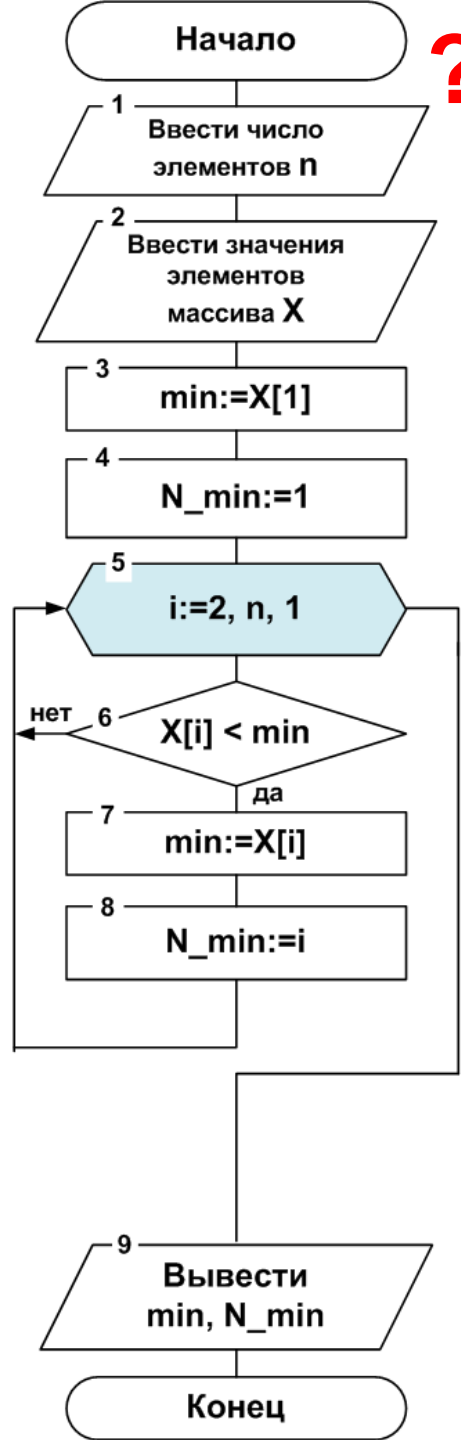 Начало
?
1
Ввести число
элементов n
2
Ввести значения
элементов
массива X
3
min:=X[1]
4
N_min:=1
5
i:=2, n, 1
нет
6
X[i] < min
да
7
min:=X[i]
8
N_min:=i
9
Вывести
min, N_min
Конец